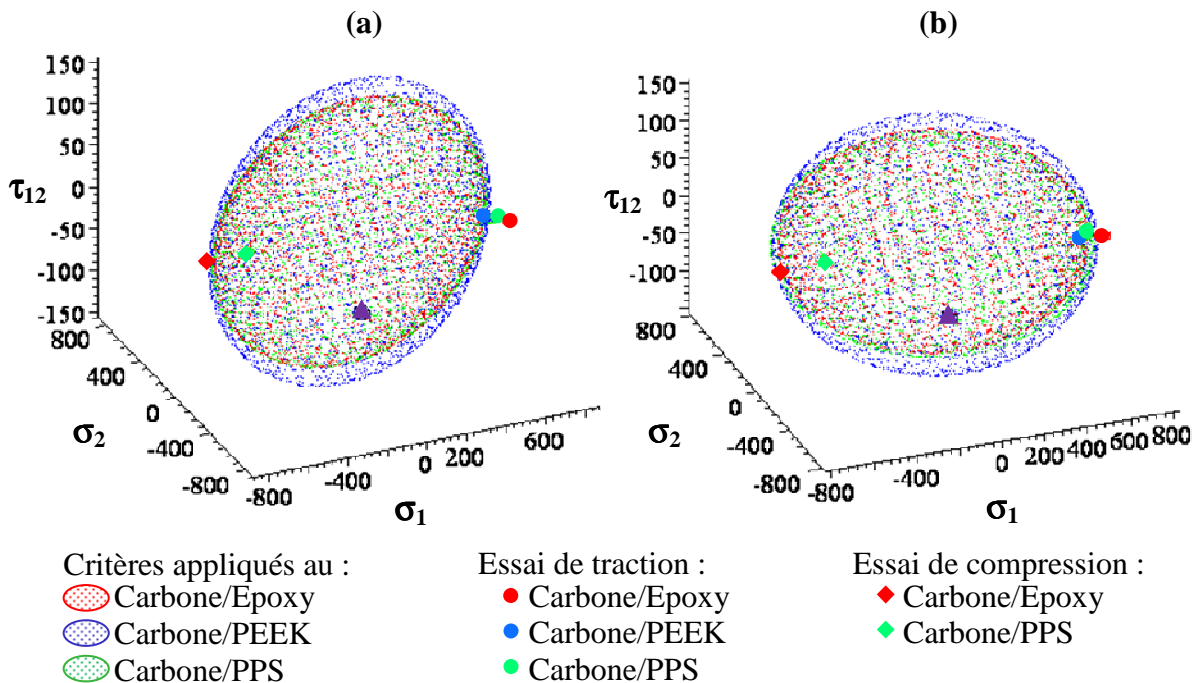 (a)
(b)
150
100
50
0
-50
-100
-150
τ12
800
400
0
-400
-800
σ2
-800
-400
0
200
600
σ1
150
100
50
0
-50
-100
τ12
800
400
0
-400
-800
σ2
-800
-400
0
200
400
600
800
σ1
Critères appliqués au :
Essai de traction :
Essai de compression :
Carbone/Epoxy
Carbone/Epoxy
Carbone/Epoxy
Carbone/PEEK
Carbone/PEEK
Carbone/PPS
Carbone/PPS
Carbone/PPS